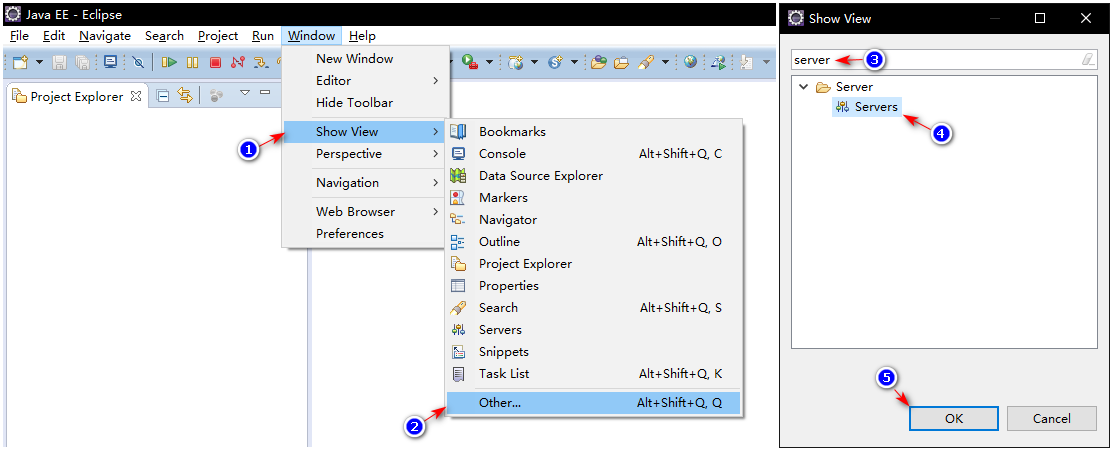 Java EE - Eclipse
File Edit Navigate Search Project Run Window Help
Project Explorer
New Window
Editor
Hide Toolbar
1
Show View
Perspective
Navigation
Web Browser
Preferences
Bookmarks
Console Alt+Shift+Q, C
Data Source Explorer
Markers
Navigator
Outline Alt+Shift+Q, O
Project Explorer
Properties
Search Alt+Shift+Q, S
Servers
Snippets
Task List Alt+Shift+Q, K
2
Other... Alt+Shift+Q, Q
Show View
server
3
Server
Servers
4
5
OK Cancel